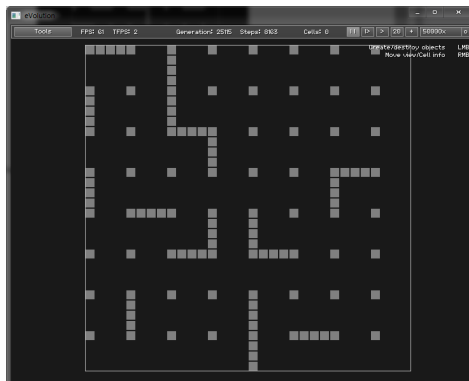 eVolution
Tools FPS: 61 TFPS: 2 Generation: 25115 Steps: 8163 Cells: 0 || |> > 20 + 50000x
Create/destroy objects LMB
Move view/Cell info RMB